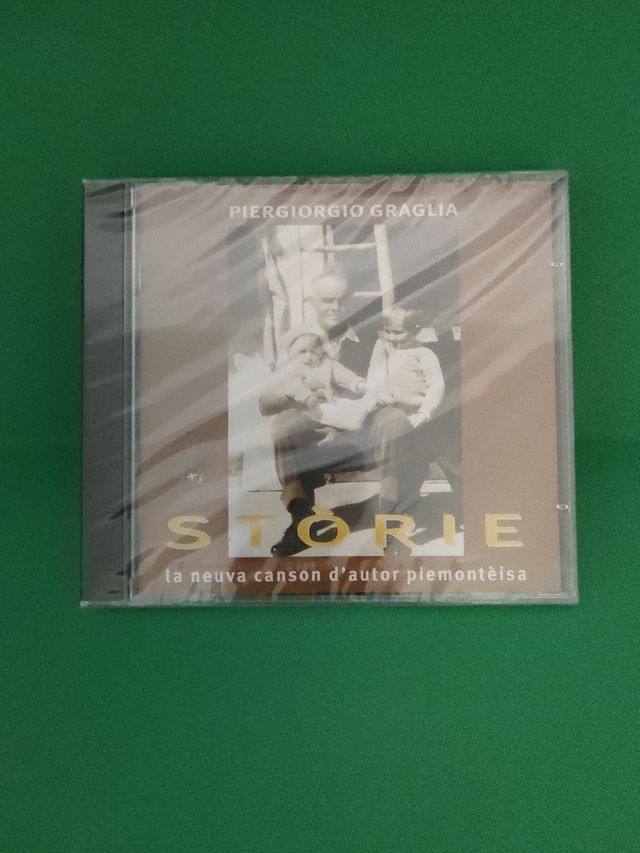 PIERGIORGIO GRAGLIA
STÒRIE
la neuva canson d'autor piemontèisa